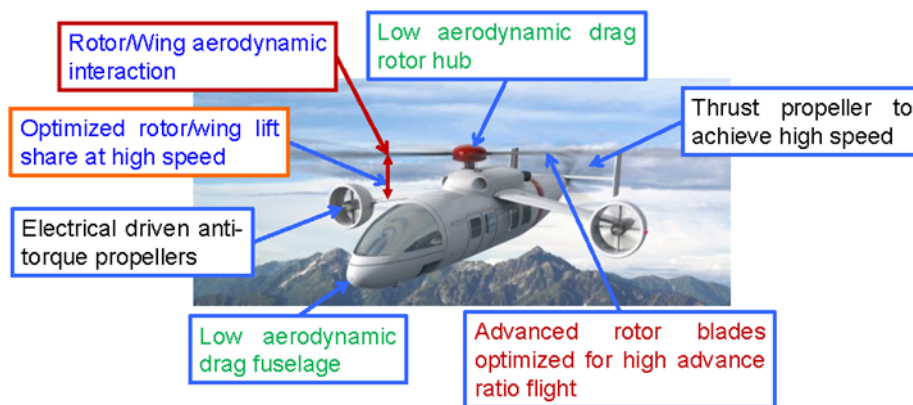 Rotor/Wing aerodynamic
interaction
Low aerodynamic drag
rotor hub
Optimized rotor/wing lift
share at high speed
Thrust propeller to
achieve high speed
Electrical driven anti-
torque propellers
Low aerodynamic
drag fuselage
Advanced rotor blades
optimized for high advance
ratio flight